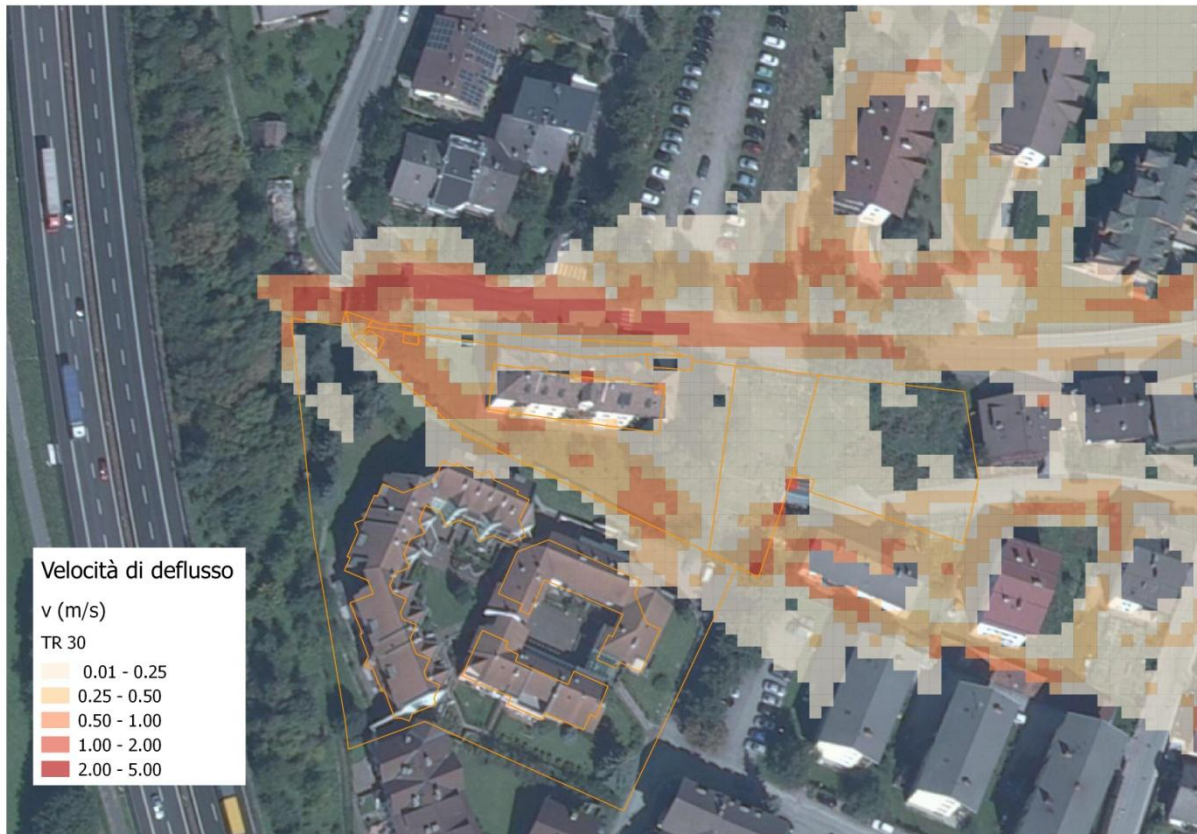 Velocità di deflusso
v (m/s)
TR 30
0.01 - 0.25
0.25 - 0.50
0.50 - 1.00
1.00 - 2.00
2.00 - 5.00